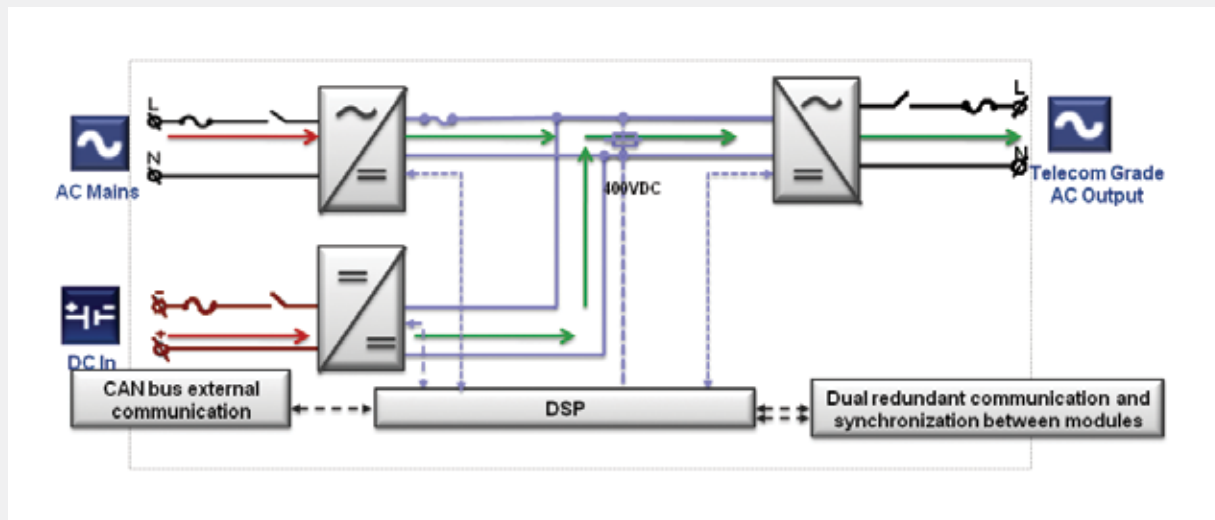 L
N
AC Mains
400VDC
L
N
Telecom Grade
AC Output
-
+
DC In
CAN bus external
communication
DSP
Dual redundant communication and
synchronization between modules